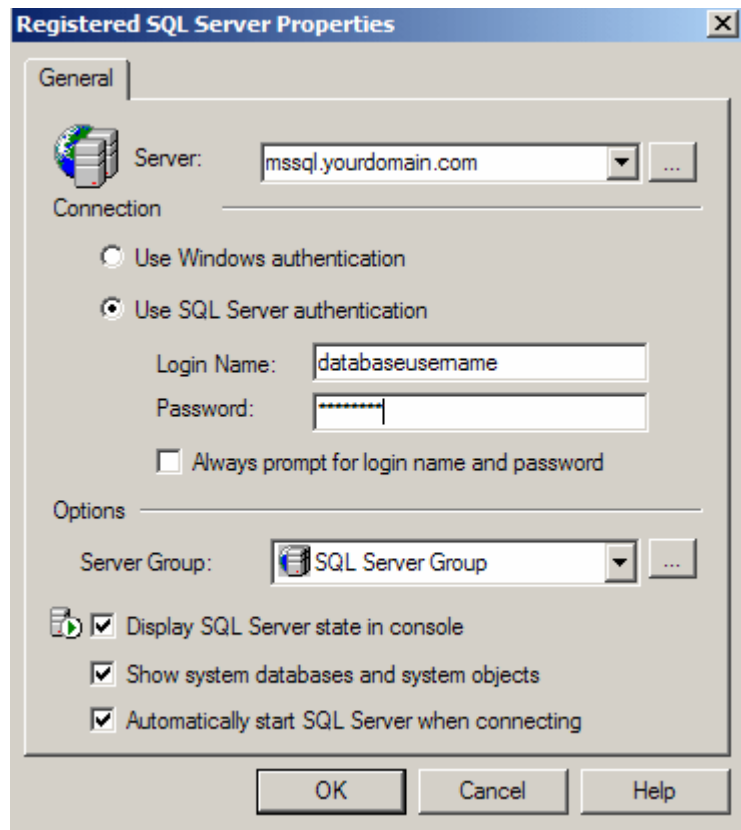 Registered SQL Server Properties
General
Server: mssql.yourdomain.com ...
Connection
Use Windows authentication
Use SQL Server authentication
Login Name: databaseusername
Password: ********
Always prompt for login name and password
Options
Server Group: SQL Server Group ...
Display SQL Server state in console
Show system databases and system objects
Automatically start SQL Server when connecting
OK Cancel Help